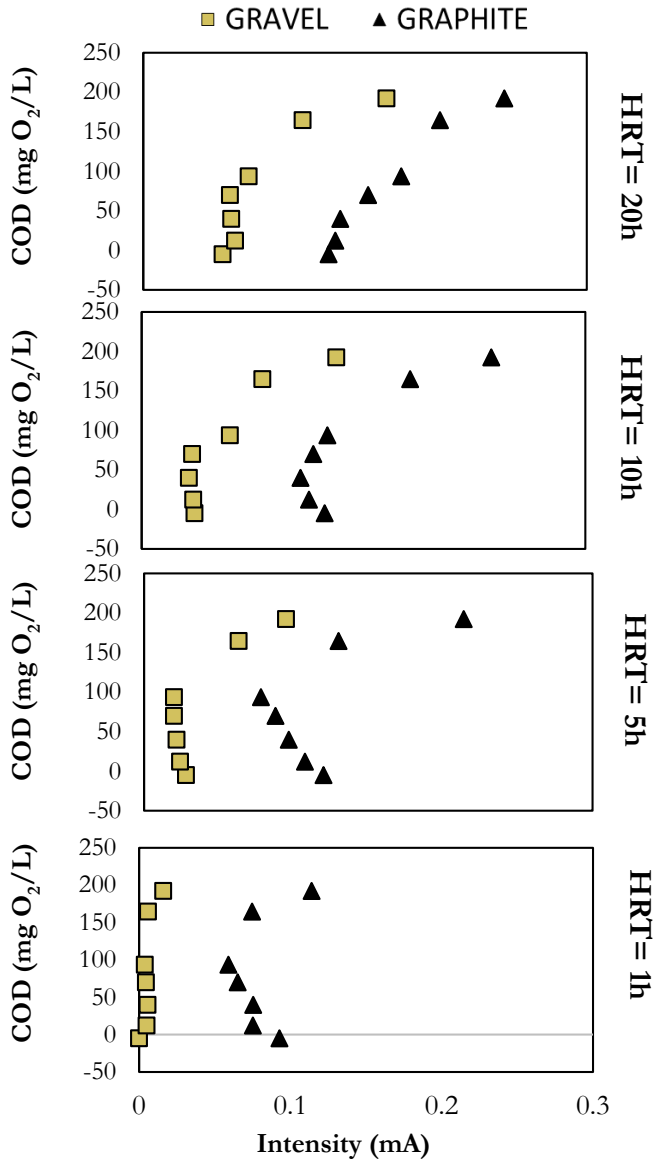 GRAVEL GRAPHITE
250
200
150
100
50
0
-50
COD (mg O₂/L)
HRT= 20h
250
200
150
100
50
0
-50
COD (mg O₂/L)
HRT= 10h
250
200
150
100
50
0
-50
COD (mg O₂/L)
HRT= 5h
250
200
150
100
50
0
-50
COD (mg O₂/L)
HRT= 1h
0 0.1 0.2 0.3
Intensity (mA)